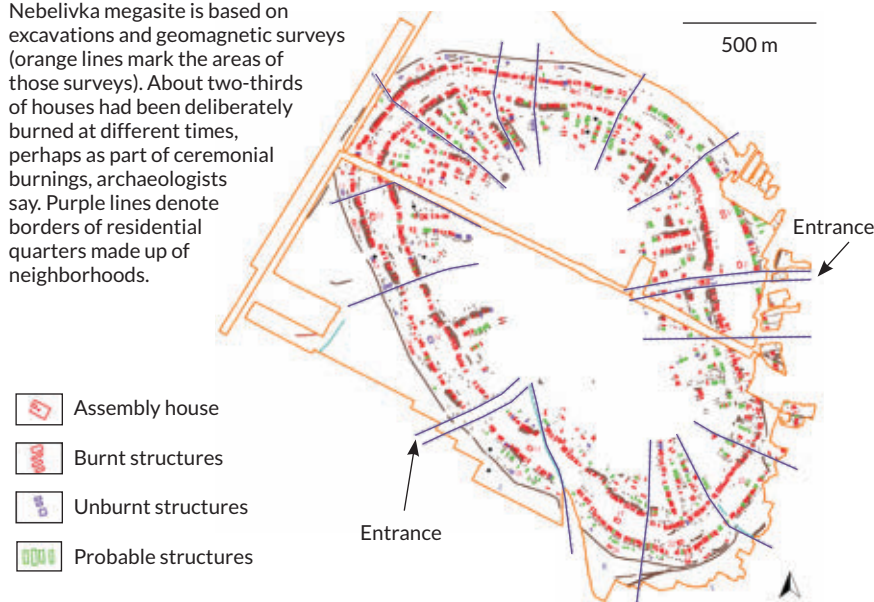 Nebelivka megasite is based on
excavations and geomagnetic surveys
(orange lines mark the areas of
those surveys). About two-thirds
of houses had been deliberately
burned at different times,
perhaps as part of ceremonial
burnings, archaeologists
say. Purple lines denote
borders of residential
quarters made up of
neighborhoods.
500 m
Entrance
Assembly house
Burnt structures
Unburnt structures
Probable structures
Entrance